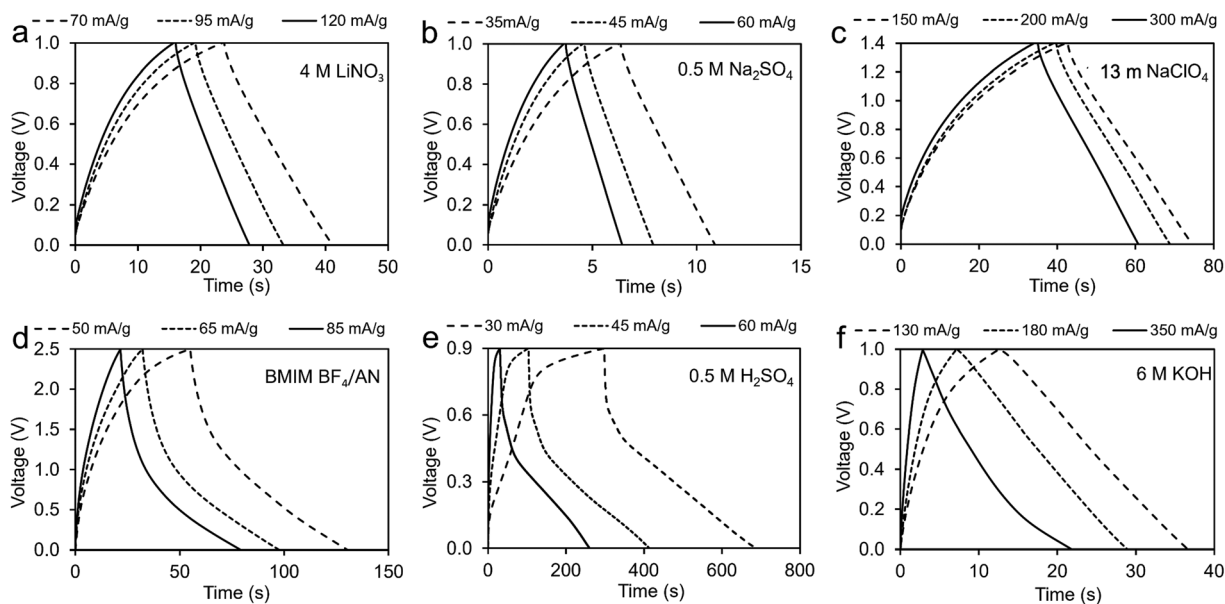 70 mA/g 95 mA/g 120 mA/g
a
4 M LiNO₃
Voltage (V)
1.0
0.8
0.6
0.4
0.2
0.0
0 10 20 30 40 50
Time (s)
35mA/g 45 mA/g 60 mA/g
b
0.5 M Na₂SO₄
Voltage (V)
1.0
0.8
0.6
0.4
0.2
0.0
0 5 10 15
Time (s)
150 mA/g 200 mA/g 300 mA/g
c
13 m NaClO₄
Voltage (V)
1.4
1.2
1.0
0.8
0.6
0.4
0.2
0.0
0 20 40 60 80
Time (s)
50 mA/g 65 mA/g 85 mA/g
d
BMIM BF₄/AN
Voltage (V)
2.5
2.0
1.5
1.0
0.5
0.0
0 50 100 150
Time (s)
30 mA/g 45 mA/g 60 mA/g
e
0.5 M H₂SO₄
Voltage (V)
0.9
0.6
0.3
0.0
0 200 400 600 800
Time (s)
130 mA/g 180 mA/g 350 mA/g
f
6 M KOH
Voltage (V)
1.0
0.8
0.6
0.4
0.2
0.0
0 10 20 30 40
Time (s)